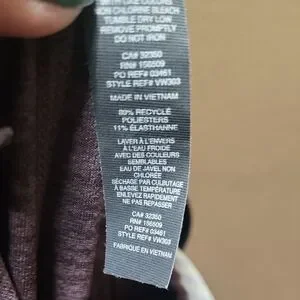 WITH LIKE COLORS
NON CHLORINE BLEACH
TUMBLE DRY LOW
REMOVE PROMPTLY
DO NOT IRON
CA# 32350
RN# 156509
PO REF# 03461
STYLE REF# VW303
MADE IN VIETNAM
89% RECYCLE
POLIESTERS
11% ÉLASTHANNE
LAVER À L'ENVERS
À L'EAU FROIDE
AVEC DES COULEURS
SEMBLABLES
EAU DE JAVEL NON
CHLORÉE
SÉCHAGE PAR CULBUTAGE
À BASSE TEMPÉRATURE
ENLEVEZ RAPIDEMENT
NE PAS REPASSER
CA# 32350
RN# 156509
PO REF# 03461
STYLE REF# VW303
FABRIQUÉ EN VIETNAM